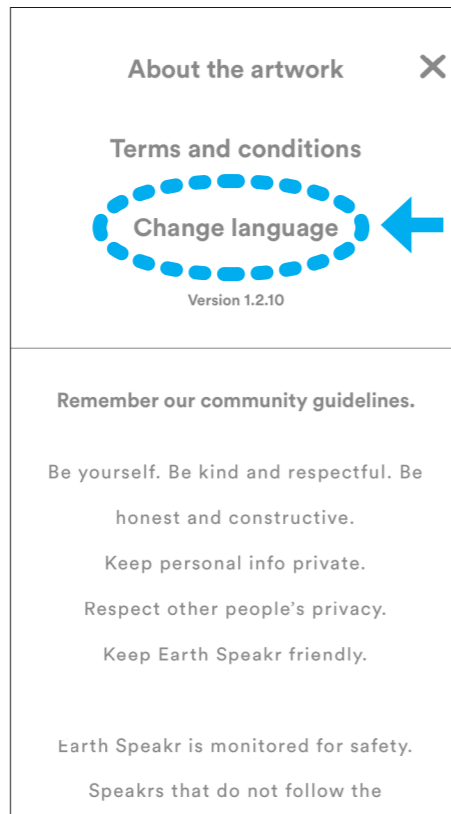 About the artwork
Terms and conditions
Change language
Version 1.2.10
Remember our community guidelines.
Be yourself. Be kind and respectful. Be
honest and constructive.
Keep personal info private.
Respect other people’s privacy.
Keep Earth Speakr friendly.
Earth Speakr is monitored for safety.
Speakrs that do not follow the